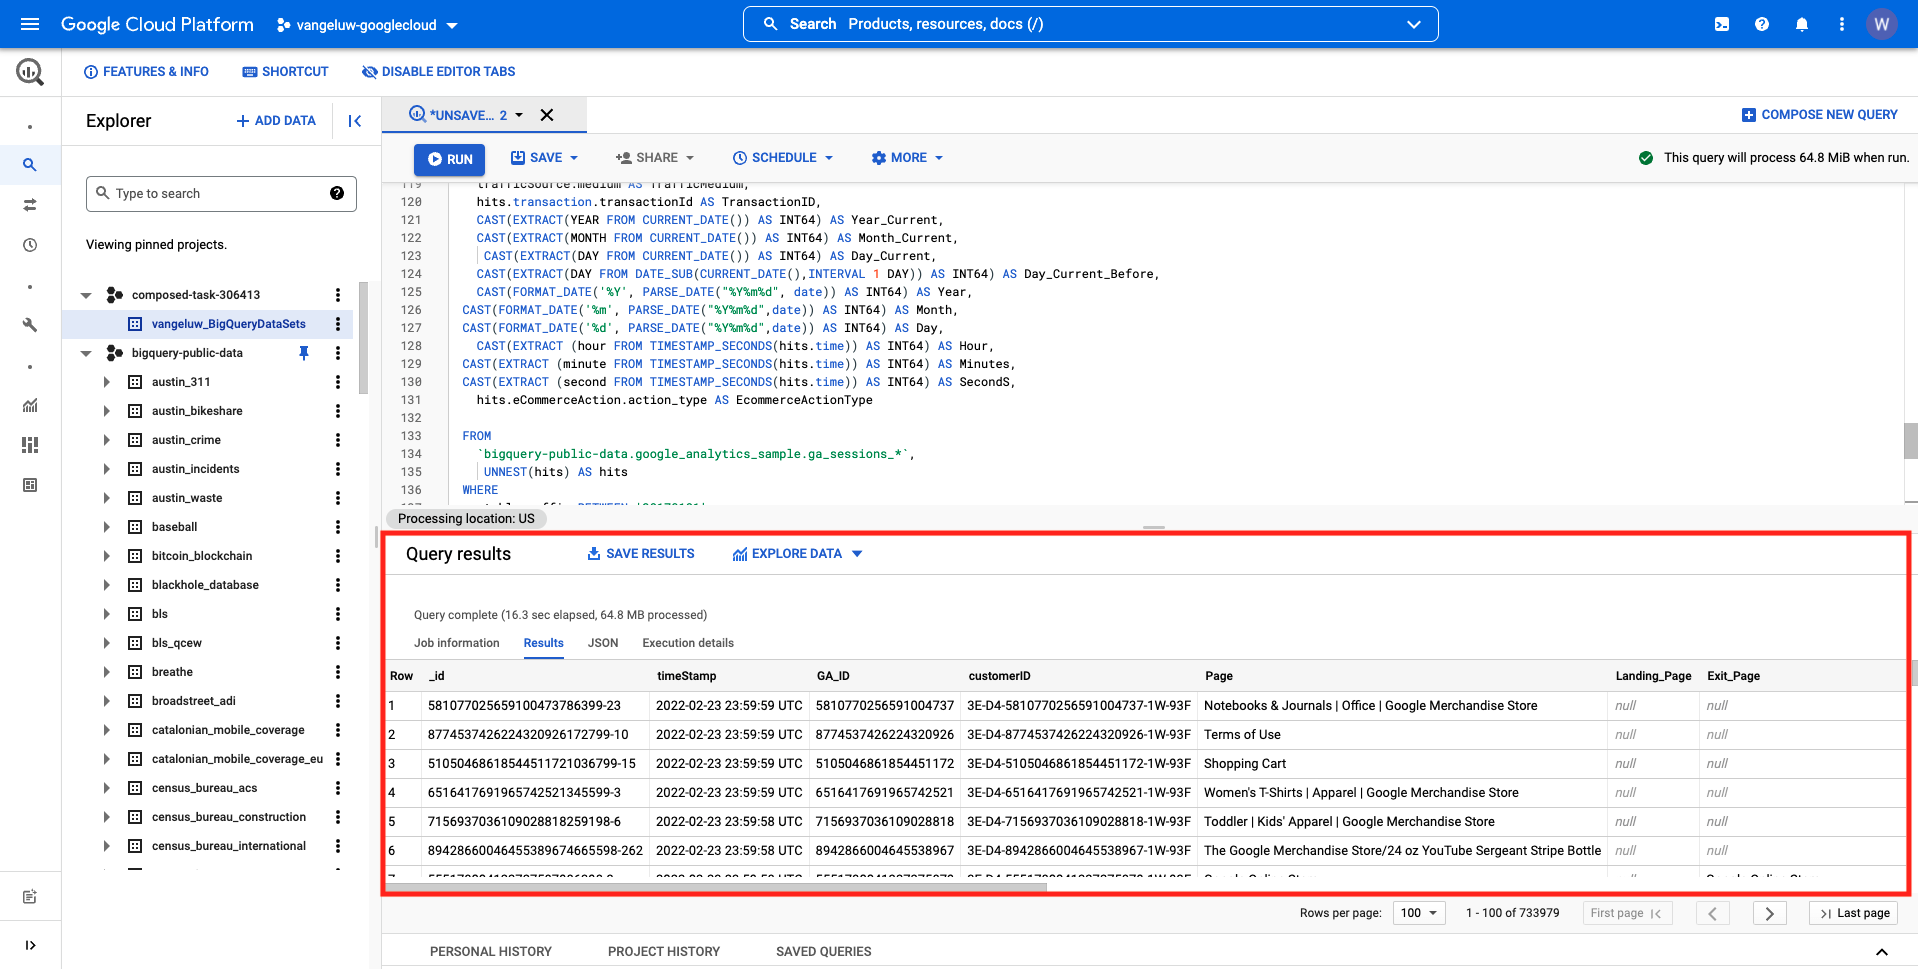 Google Cloud Platform
vangeluw-googlecloud
Search Products, resources, docs (/)
W
FEATURES & INFO
SHORTCUT
DISABLE EDITOR TABS
Explorer
ADD DATA
*UNSAVE... 2
COMPOSE NEW QUERY
RUN
SAVE
SHARE
SCHEDULE
MORE
This query will process 64.8 MiB when run.
Type to search
Viewing pinned projects.
composed-task-306413
vangeluw_BigQueryDataSets
bigquery-public-data
austin_311
austin_bikeshare
austin_crime
austin_incidents
austin_waste
baseball
bitcoin_blockchain
blackhole_database
bls
bls_qcew
breathe
broadstreet_adi
catalonian_mobile_coverage
catalonian_mobile_coverage_eu
census_bureau_acs
census_bureau_construction
census_bureau_international
119 trafficSource.medium AS TrafficMedium,
120 hits.transaction.transactionId AS TransactionID,
121 CAST(EXTRACT(YEAR FROM CURRENT_DATE()) AS INT64) AS Year_Current,
122 CAST(EXTRACT(MONTH FROM CURRENT_DATE()) AS INT64) AS Month_Current,
123 CAST(EXTRACT(DAY FROM CURRENT_DATE()) AS INT64) AS Day_Current,
124 CAST(EXTRACT(DAY FROM DATE_SUB(CURRENT_DATE(),INTERVAL 1 DAY)) AS INT64) AS Day_Current_Before,
125 CAST(FORMAT_DATE('%Y', PARSE_DATE("%Y%m%d", date)) AS INT64) AS Year,
126 CAST(FORMAT_DATE('%m', PARSE_DATE("%Y%m%d",date)) AS INT64) AS Month,
127 CAST(FORMAT_DATE('%d', PARSE_DATE("%Y%m%d",date)) AS INT64) AS Day,
128 CAST(EXTRACT (hour FROM TIMESTAMP_SECONDS(hits.time)) AS INT64) AS Hour,
129 CAST(EXTRACT (minute FROM TIMESTAMP_SECONDS(hits.time)) AS INT64) AS Minutes,
130 CAST(EXTRACT (second FROM TIMESTAMP_SECONDS(hits.time)) AS INT64) AS SecondS,
131 hits.eCommerceAction.action_type AS EcommerceActionType
132
133 FROM
134 `bigquery-public-data.google_analytics_sample.ga_sessions_*`,
135 UNNEST(hits) AS hits
136 WHERE
Processing location: US
Query results
SAVE RESULTS
EXPLORE DATA
Query complete (16.3 sec elapsed, 64.8 MB processed)
Job information Results JSON Execution details
Row _id timeStamp GA_ID customerID Page Landing_Page Exit_Page
1 5810770256591004737​86399-23 2022-02-23 23:59:59 UTC 5810770256591004737 3E-D4-5810770256591004737-1W-93F Notebooks & Journals | Office | Google Merchandise Store null null
2 8774537426224320926172799-10 2022-02-23 23:59:59 UTC 8774537426224320926 3E-D4-8774537426224320926-1W-93F Terms of Use null null
3 51050468618544511721036799-15 2022-02-23 23:59:59 UTC 5105046861854451172 3E-D4-5105046861854451172-1W-93F Shopping Cart null null
4 6516417691965742521345599-3 2022-02-23 23:59:59 UTC 6516417691965742521 3E-D4-6516417691965742521-1W-93F Women's T-Shirts | Apparel | Google Merchandise Store null null
5 7156937036109028818259198-6 2022-02-23 23:59:58 UTC 7156937036109028818 3E-D4-7156937036109028818-1W-93F Toddler | Kids' Apparel | Google Merchandise Store null null
6 89428660046455389674665598-262 2022-02-23 23:59:58 UTC 8942866004645538967 3E-D4-8942866004645538967-1W-93F The Google Merchandise Store/24 oz YouTube Sergeant Stripe Bottle null null
Rows per page: 100 1 - 100 of 733979 First page Last page
PERSONAL HISTORY PROJECT HISTORY SAVED QUERIES